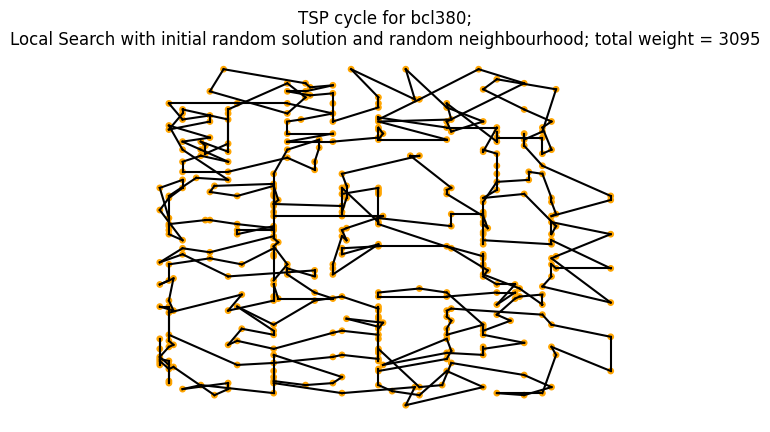 TSP cycle for bcl380;
Local Search with initial random solution and random neighbourhood; total weight = 3095